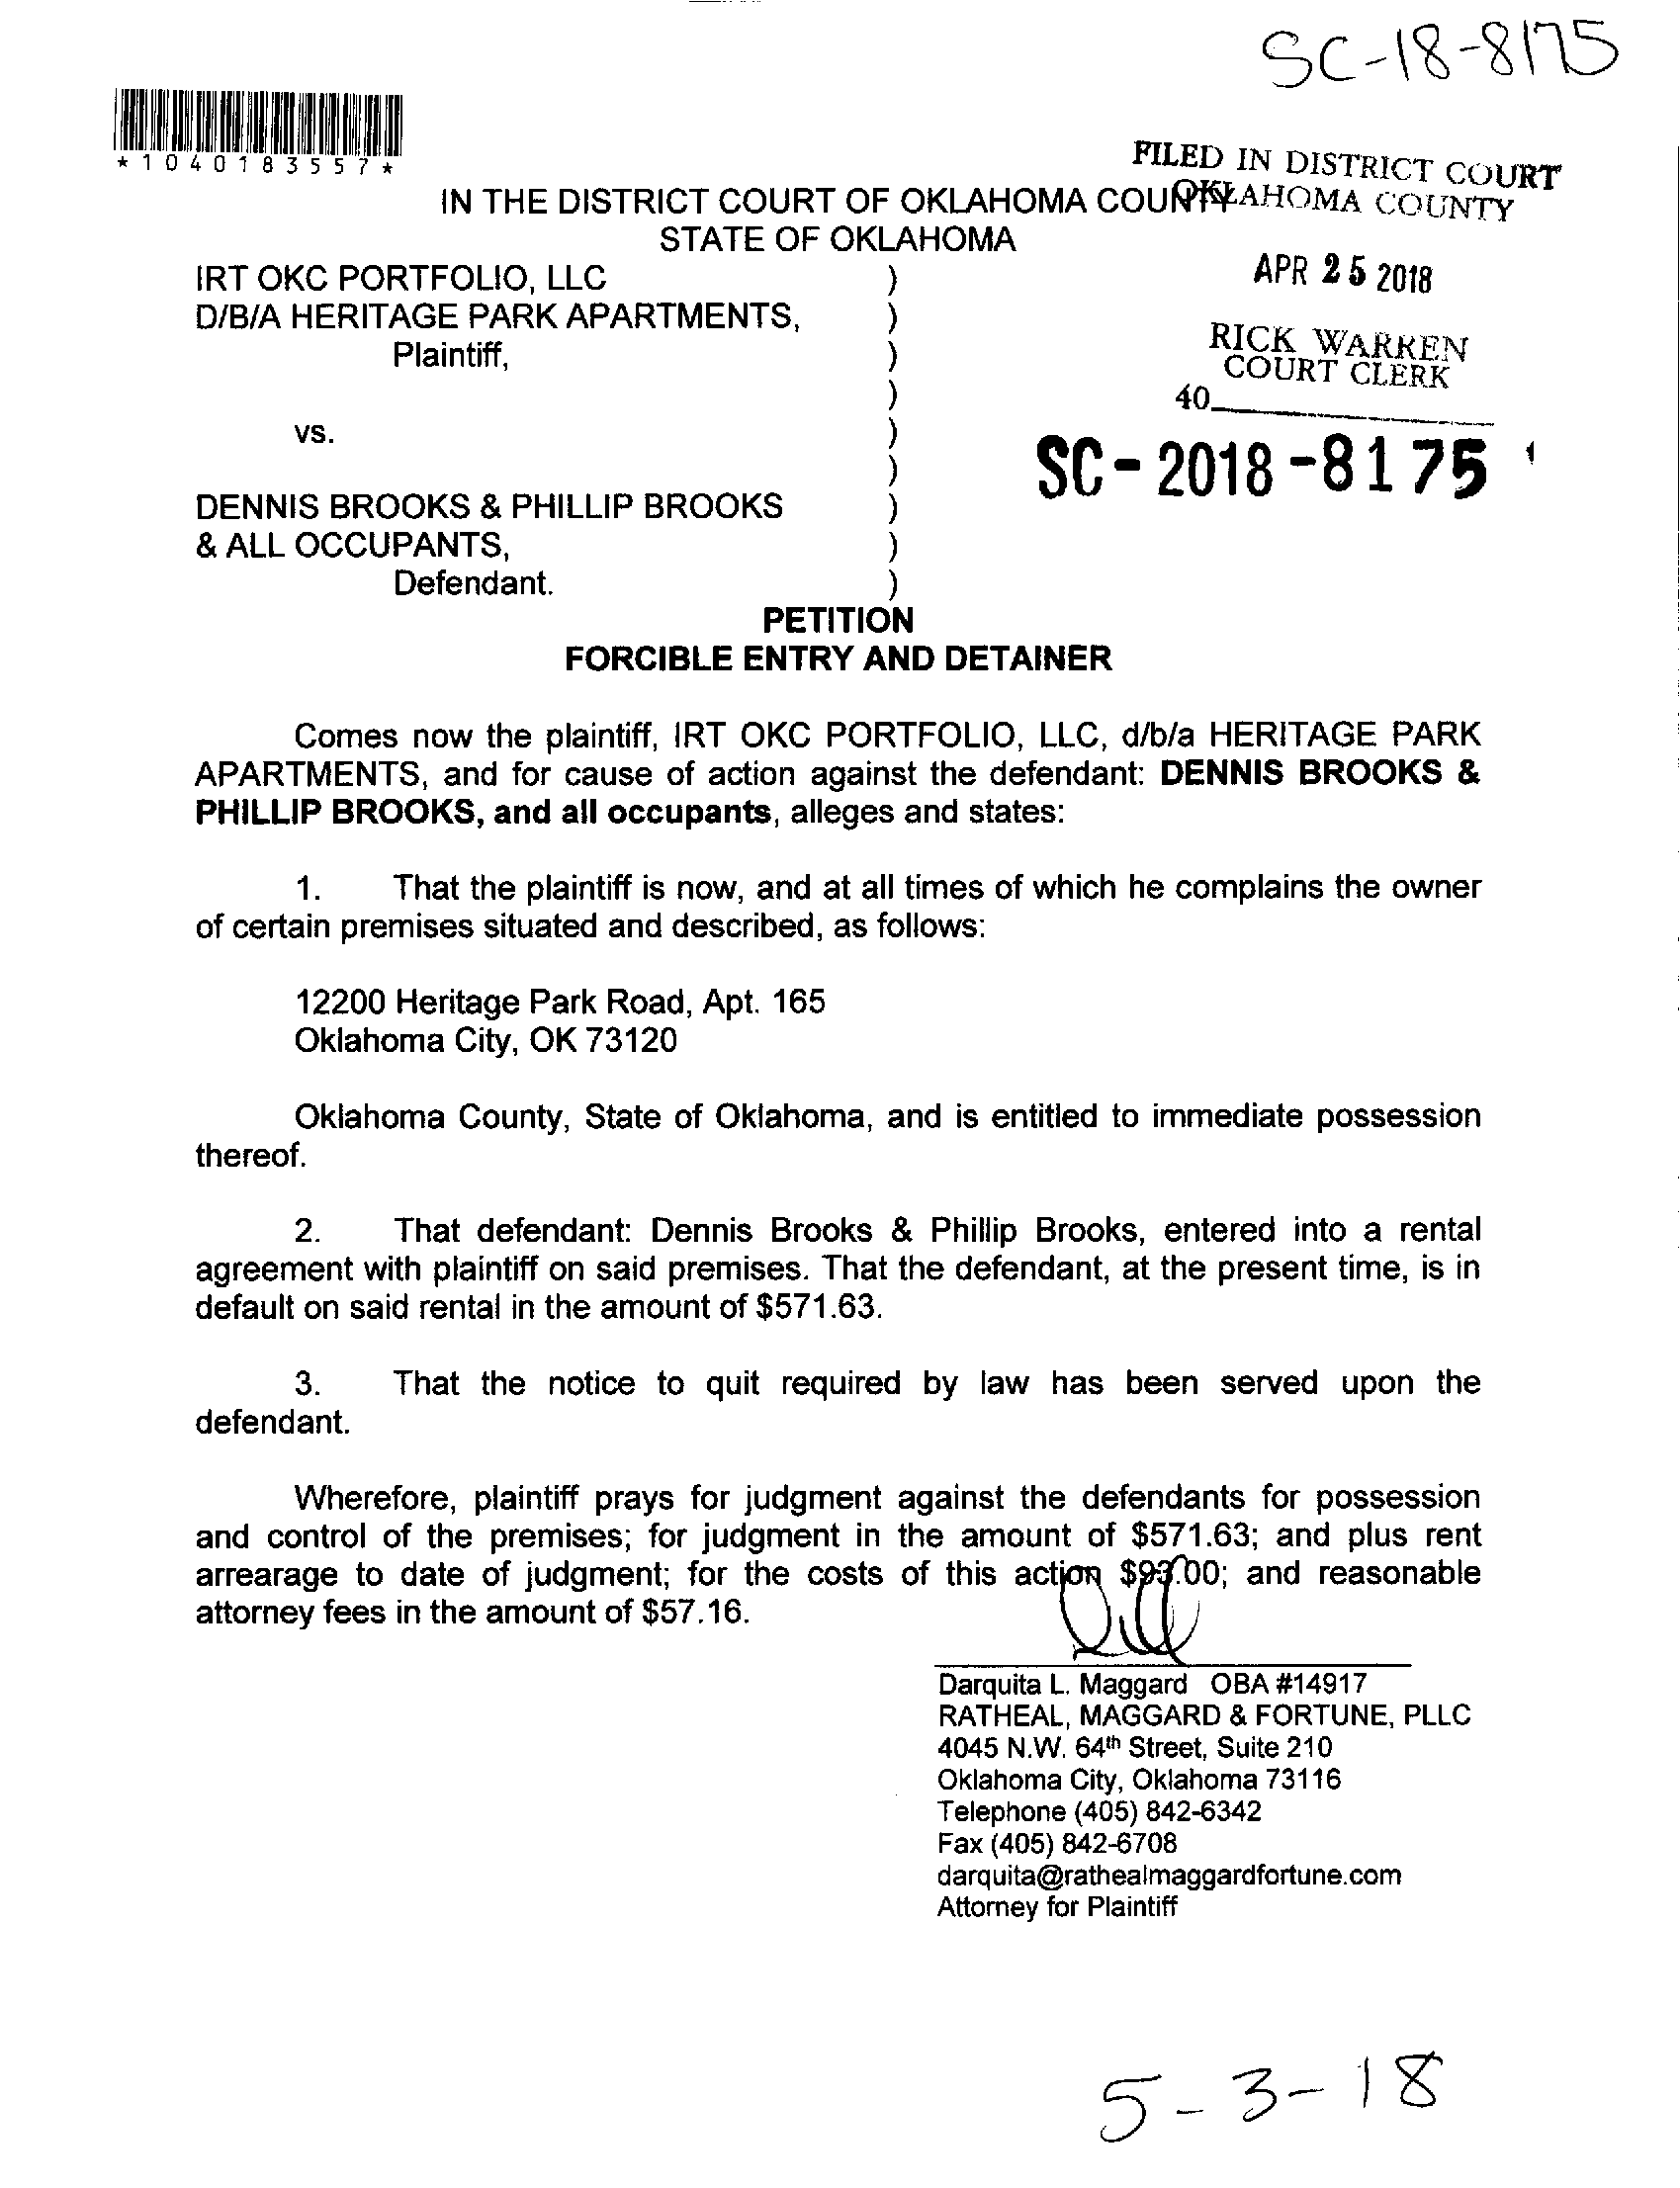 SC-18-8175
*1040183557*
FILED IN DISTRICT COURT
OKLAHOMA COUNTY
IN THE DISTRICT COURT OF OKLAHOMA COUNTY
STATE OF OKLAHOMA
IRT OKC PORTFOLIO, LLC )
D/B/A HERITAGE PARK APARTMENTS, )
Plaintiff, )
)
vs. )
)
DENNIS BROOKS & PHILLIP BROOKS )
& ALL OCCUPANTS, )
Defendant. )
APR 25 2018
RICK WARREN
COURT CLERK
40
SC-2018-8175
PETITION
FORCIBLE ENTRY AND DETAINER
Comes now the plaintiff, IRT OKC PORTFOLIO, LLC, d/b/a HERITAGE PARK
APARTMENTS, and for cause of action against the defendant: DENNIS BROOKS &
PHILLIP BROOKS, and all occupants, alleges and states:
1. That the plaintiff is now, and at all times of which he complains the owner
of certain premises situated and described, as follows:
12200 Heritage Park Road, Apt. 165
Oklahoma City, OK 73120
Oklahoma County, State of Oklahoma, and is entitled to immediate possession
thereof.
2. That defendant: Dennis Brooks & Phillip Brooks, entered into a rental
agreement with plaintiff on said premises. That the defendant, at the present time, is in
default on said rental in the amount of $571.63.
3. That the notice to quit required by law has been served upon the
defendant.
Wherefore, plaintiff prays for judgment against the defendants for possession
and control of the premises; for judgment in the amount of $571.63; and plus rent
arrearage to date of judgment; for the costs of this action $93.00; and reasonable
attorney fees in the amount of $57.16.
Darquita L. Maggard OBA #14917
RATHEAL, MAGGARD & FORTUNE, PLLC
4045 N.W. 64th Street, Suite 210
Oklahoma City, Oklahoma 73116
Telephone (405) 842-6342
Fax (405) 842-6708
darquita@rathealmaggardfortune.com
Attorney for Plaintiff
5-3-18